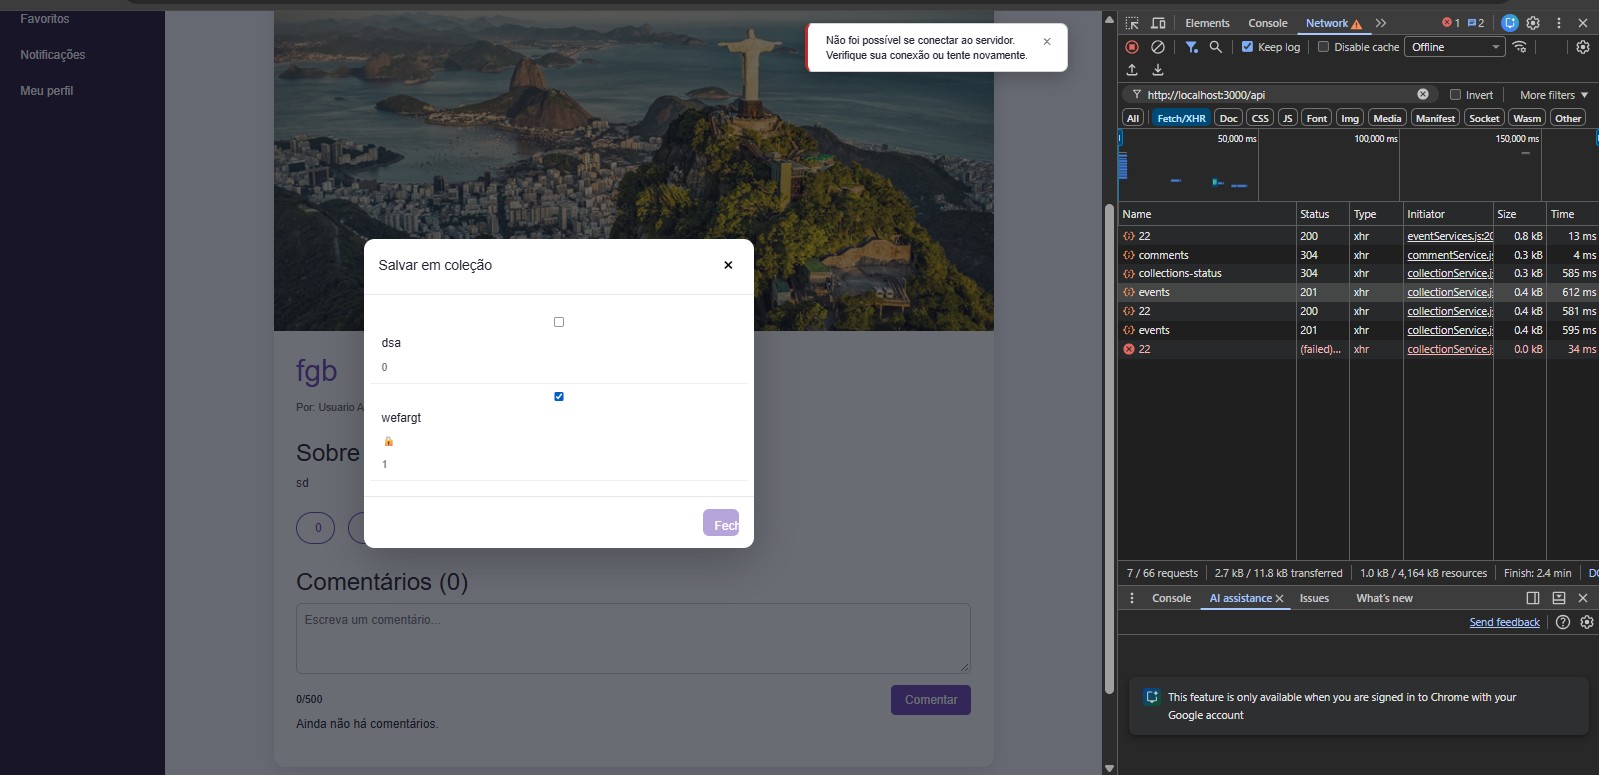 Favoritos
Notificações
Meu perfil
Não foi possível se conectar ao servidor.
Verifique sua conexão ou tente novamente.
Salvar em coleção
dsa
0
wefargt
1
Fech
fgb
Por: Usuario A
Sobre
sd
0
Comentários (0)
Escreva um comentário...
0/500
Comentar
Ainda não há comentários.
Elements Console Network 1 2
Keep log Disable cache Offline
http://localhost:3000/api Invert More filters
All Fetch/XHR Doc CSS JS Font Img Media Manifest Socket Wasm Other
50,000 ms 100,000 ms 150,000 ms
Name Status Type Initiator Size Time
22 200 xhr eventServices.js:20 0.8 kB 13 ms
comments 304 xhr commentService.j 0.3 kB 4 ms
collections-status 304 xhr collectionService.j 0.3 kB 585 ms
events 201 xhr collectionService.j 0.4 kB 612 ms
22 200 xhr collectionService.j 0.4 kB 581 ms
events 201 xhr collectionService.j 0.4 kB 595 ms
22 (failed)... xhr collectionService.j 0.0 kB 34 ms
7 / 66 requests 2.7 kB / 11.8 kB transferred 1.0 kB / 4,164 kB resources Finish: 2.4 min DO
Console AI assistance Issues What's new
Send feedback
This feature is only available when you are signed in to Chrome with your
Google account